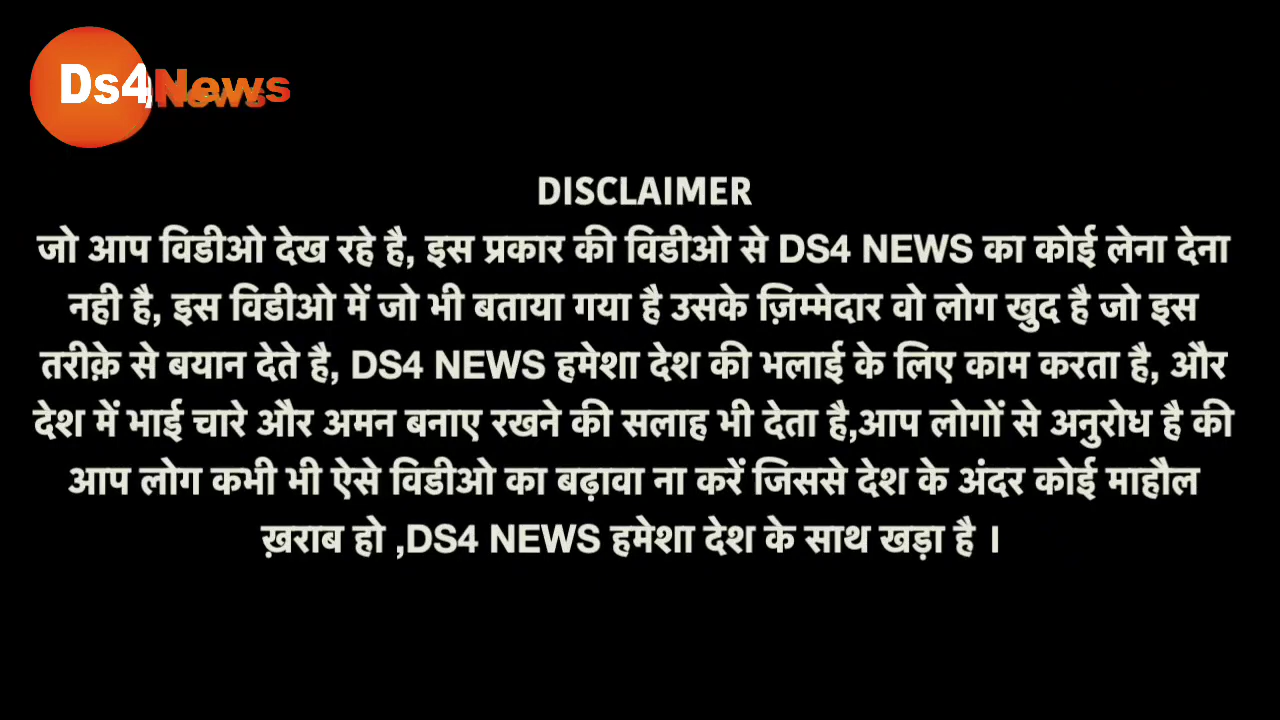 Ds4News
DISCLAIMER
जो आप विडीओ देख रहे है, इस प्रकार की विडीओ से DS4 NEWS का कोई लेना देना
नही है, इस विडीओ में जो भी बताया गया है उसके ज़िम्मेदार वो लोग खुद है जो इस
तरीक़े से बयान देते है, DS4 NEWS हमेशा देश की भलाई के लिए काम करता है, और
देश में भाई चारे और अमन बनाए रखने की सलाह भी देता है,आप लोगों से अनुरोध है की
आप लोग कभी भी ऐसे विडीओ का बढ़ावा ना करें जिससे देश के अंदर कोई माहौल
ख़राब हो ,DS4 NEWS हमेशा देश के साथ खड़ा है ।